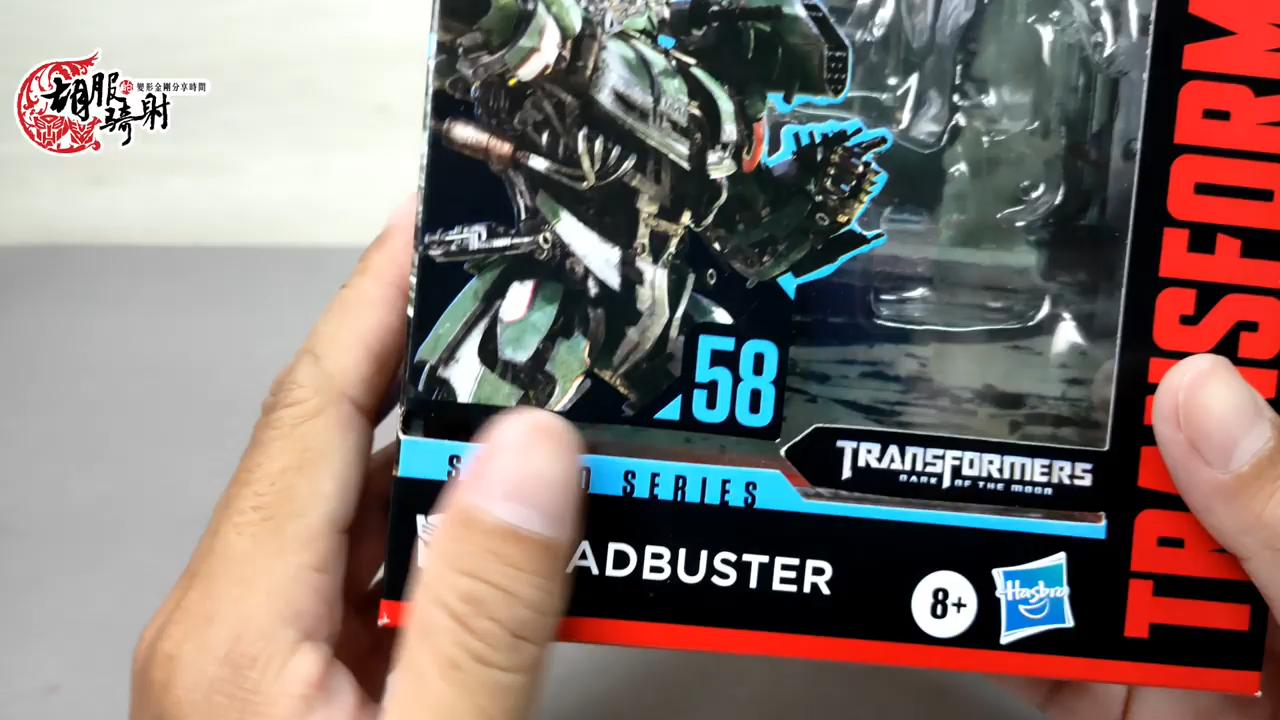 胡服騎射
的
變形金剛分享時間
58
TRANSFORMERS
DARK OF THE MOON
SERIES
ADBUSTER
8+
Hasbro
TRANSFORM